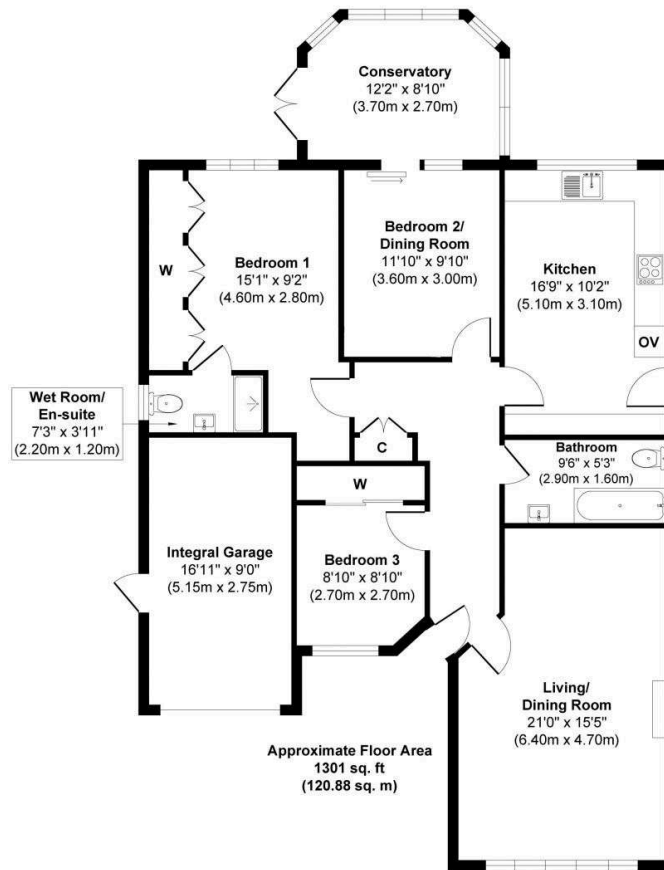 Conservatory
12'2" x 8'10"
(3.70m x 2.70m)
Bedroom 2/
Dining Room
11'10" x 9'10"
(3.60m x 3.00m)
W
Bedroom 1
15'1" x 9'2"
(4.60m x 2.80m)
Kitchen
16'9" x 10'2"
(5.10m x 3.10m)
OV
Wet Room/
En-suite
7'3" x 3'11"
(2.20m x 1.20m)
C
Bathroom
9'6" x 5'3"
(2.90m x 1.60m)
W
Integral Garage
16'11" x 9'0"
(5.15m x 2.75m)
Bedroom 3
8'10" x 8'10"
(2.70m x 2.70m)
Living/
Dining Room
21'0" x 15'5"
(6.40m x 4.70m)
Approximate Floor Area
1301 sq. ft
(120.88 sq. m)